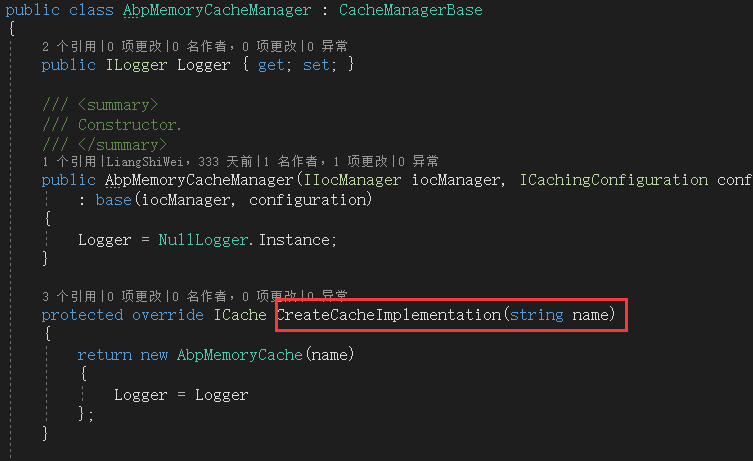 public class AbpMemoryCacheManager : CacheManagerBase
{
2 个引用|0 项更改|0 名作者，0 项更改|0 异常
public ILogger Logger { get; set; }
/// <summary>
/// Constructor.
/// </summary>
1 个引用|LiangShiWei，333 天前|1 名作者，1 项更改|0 异常
public AbpMemoryCacheManager(IIocManager iocManager, ICachingConfiguration conf
: base(iocManager, configuration)
{
Logger = NullLogger.Instance;
}
3 个引用|0 项更改|0 名作者，0 项更改|0 异常
protected override ICache CreateCacheImplementation(string name)
{
return new AbpMemoryCache(name)
{
Logger = Logger
};
}